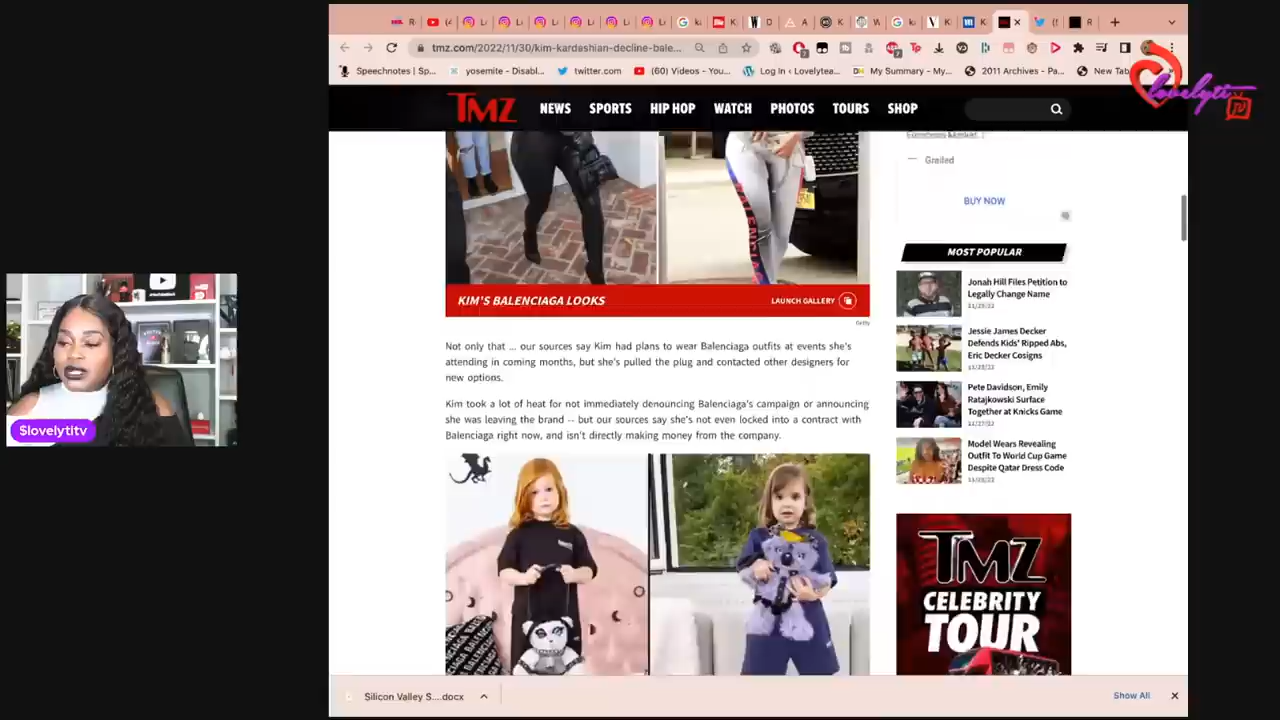 tmz.com/2022/11/30/kim-kardashian-decline-bale...
Speechnotes | Sp...
yosemite - Disabl...
twitter.com
(60) Videos - You...
Log In ‹ Lovelytea...
My Summary - My...
2011 Archives - Pa...
New Tab
lovelyti
TV
TMZ
NEWS
SPORTS
HIP HOP
WATCH
PHOTOS
TOURS
SHOP
Grailed
BUY NOW
KIM'S BALENCIAGA LOOKS
LAUNCH GALLERY
Getty
Not only that ... our sources say Kim had plans to wear Balenciaga outfits at events she's
attending in coming months, but she's pulled the plug and contacted other designers for
new options.
Kim took a lot of heat for not immediately denouncing Balenciaga's campaign or announcing
she was leaving the brand -- but our sources say she's not even locked into a contract with
Balenciaga right now, and isn't directly making money from the company.
BALENCIAGA
MOST POPULAR
Jonah Hill Files Petition to
Legally Change Name
Jessie James Decker
Defends Kids' Ripped Abs,
Eric Decker Cosigns
Pete Davidson, Emily
Ratajkowski Surface
Together at Knicks Game
11/27/22
Model Wears Revealing
Outfit To World Cup Game
Despite Qatar Dress Code
TMZ
CELEBRITY
TOUR
$lovelytitv
Silicon Valley S....docx
Show All